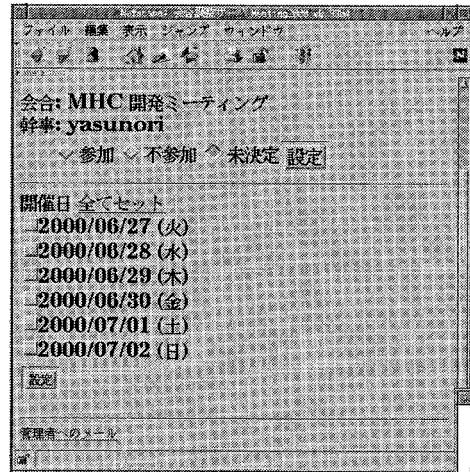 ファイル 編集 表示 ジャンプ ウィンドウ ヘルプ
会合: MHC 開発ミーティング
幹事: yasunori
参加 不参加 未決定 設定
開催日 全てセット
2000/06/27 (火)
2000/06/28 (水)
2000/06/29 (木)
2000/06/30 (金)
2000/07/01 (土)
2000/07/02 (日)
設定
管理者へのメール